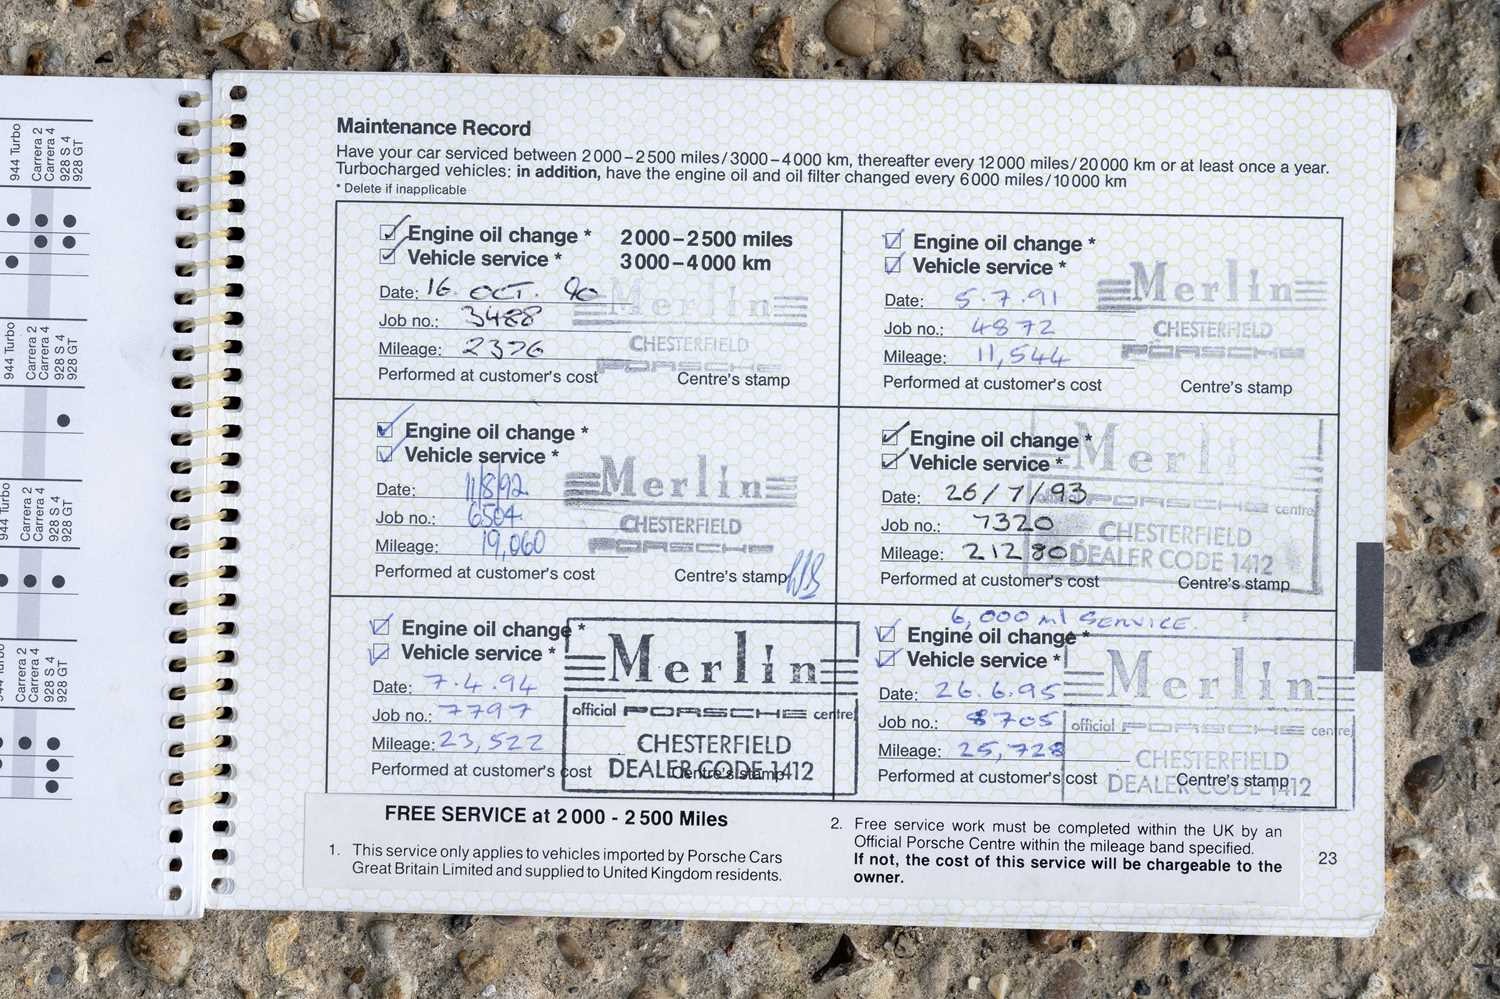 944 Turbo
Carrera 2
Carrera 4
928 S 4
928 GT
944 Turbo
Carrera 2
Carrera 4
928 S 4
928 GT
944 Turbo
Carrera 2
Carrera 4
928 S 4
928 GT
Carrera 2
Carrera 4
928 S 4
928 GT
Maintenance Record
Have your car serviced between 2000–2500 miles/3000–4000 km, thereafter every 12000 miles/20000 km or at least once a year.
Turbocharged vehicles: in addition, have the engine oil and oil filter changed every 6000 miles/10000 km
* Delete if inapplicable
Engine oil change * 2000–2500 miles
Vehicle service * 3000–4000 km
Date: 16. OCT. 90
Job no.: 3488
Mileage: 2376
Performed at customer's cost
Centre's stamp
Merlin
CHESTERFIELD
PORSCHE
Engine oil change *
Vehicle service *
Date: 5.7.91
Job no.: 4872
Mileage: 11,544
Performed at customer's cost
Centre's stamp
Merlin
CHESTERFIELD
PORSCHE
Engine oil change *
Vehicle service *
Date: 11/8/92
Job no.: 6504
Mileage: 19,060
Performed at customer's cost
Centre's stamp
Merlin
CHESTERFIELD
PORSCHE
Engine oil change *
Vehicle service *
Date: 26/7/93
Job no.: 7320
Mileage: 21280
Performed at customer's cost
Centre's stamp
Merli
official PORSCHE centre
CHESTERFIELD
DEALER CODE 1412
Engine oil change *
Vehicle service *
Date: 7.4.94
Job no.: 7797
Mileage: 23,522
Performed at customer's cost
Centre's stamp
Merlin
official PORSCHE centre
CHESTERFIELD
DEALER CODE 1412
6,000 ml SERVICE.
Engine oil change *
Vehicle service *
Date: 26.6.95
Job no.: 8705
Mileage: 25,728
Performed at customer's cost
Centre's stamp
Merlin
official PORSCHE centre
CHESTERFIELD
DEALER CODE 1412
FREE SERVICE at 2000 - 2500 Miles
1. This service only applies to vehicles imported by Porsche Cars
Great Britain Limited and supplied to United Kingdom residents.
2. Free service work must be completed within the UK by an
Official Porsche Centre within the mileage band specified.
If not, the cost of this service will be chargeable to the
owner.
23